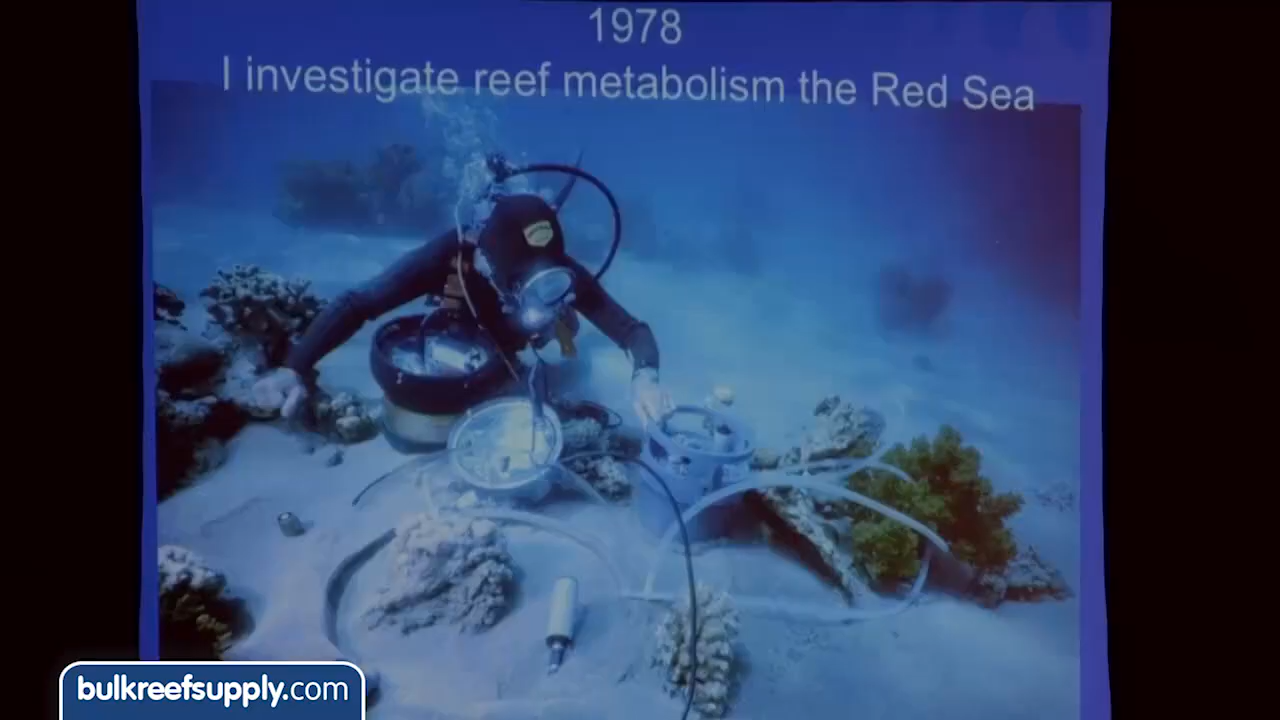 1978
I investigate reef metabolism the Red Sea
bulkreefsupply.com